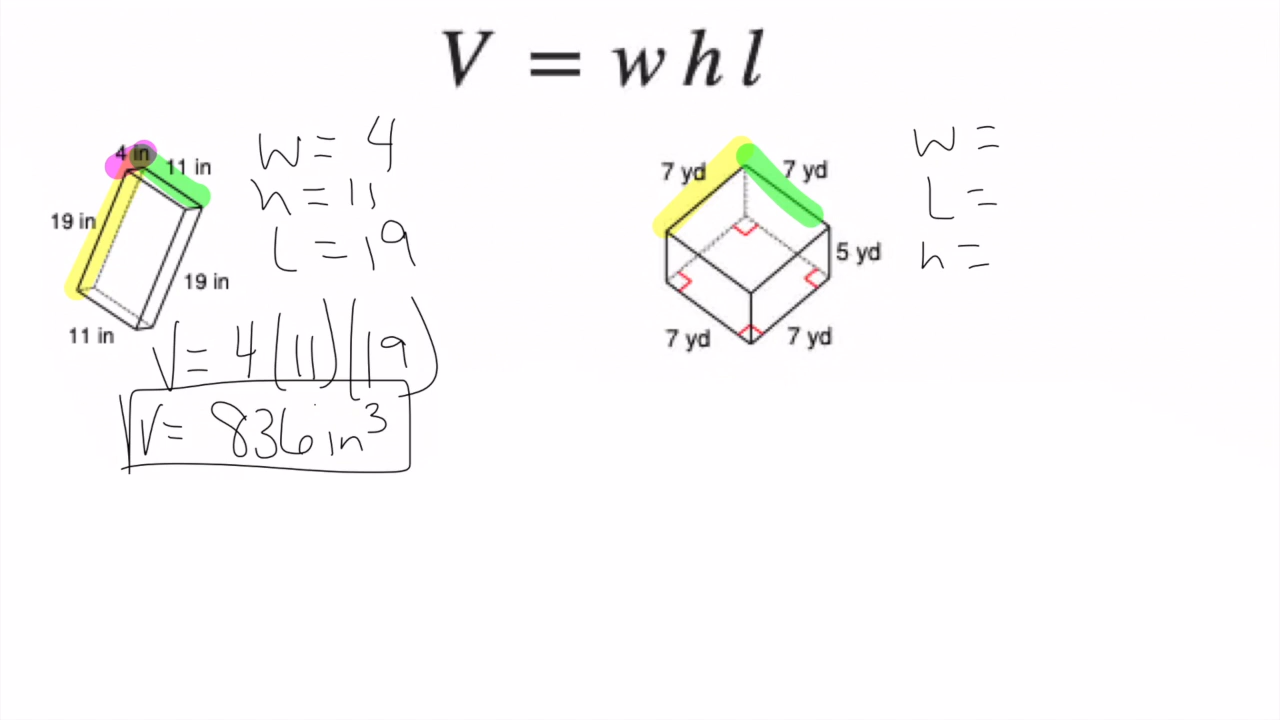 V = w h l
4 in
11 in
19 in
19 in
11 in
W = 4
h = 11
L = 19
V = 4 (11)(19)
V = 836 in³
7 yd
7 yd
5 yd
7 yd
7 yd
W =
L =
h =